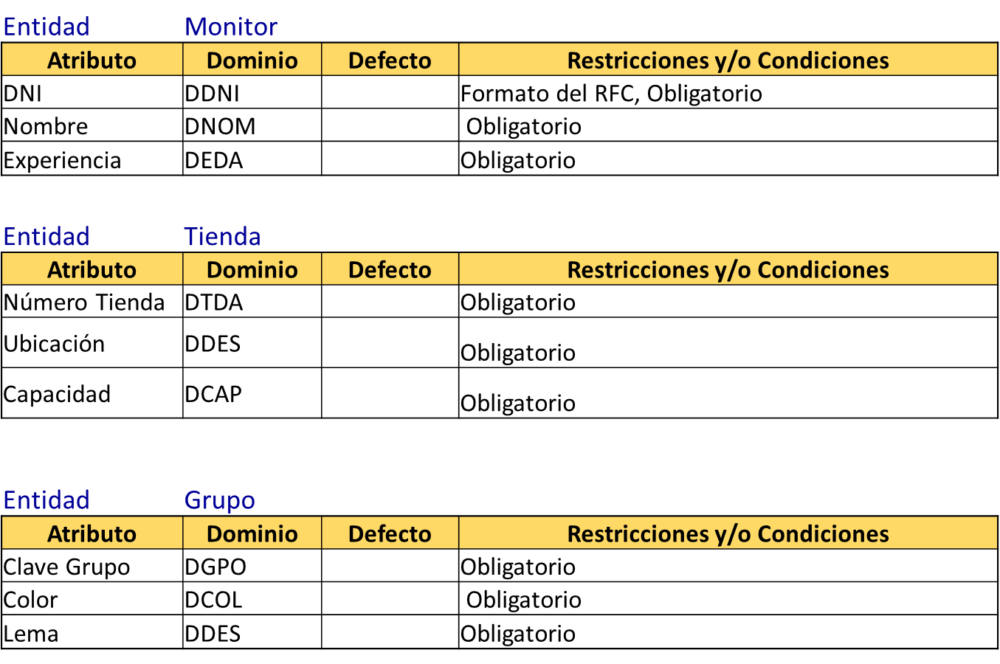 Entidad Monitor
Atributo Dominio Defecto Restricciones y/o Condiciones
DNI DDNI Formato del RFC, Obligatorio
Nombre DNOM Obligatorio
Experiencia DEDA Obligatorio
Entidad Tienda
Atributo Dominio Defecto Restricciones y/o Condiciones
Número Tienda DTDA Obligatorio
Ubicación DDES Obligatorio
Capacidad DCAP Obligatorio
Entidad Grupo
Atributo Dominio Defecto Restricciones y/o Condiciones
Clave Grupo DGPO Obligatorio
Color DCOL Obligatorio
Lema DDES Obligatorio